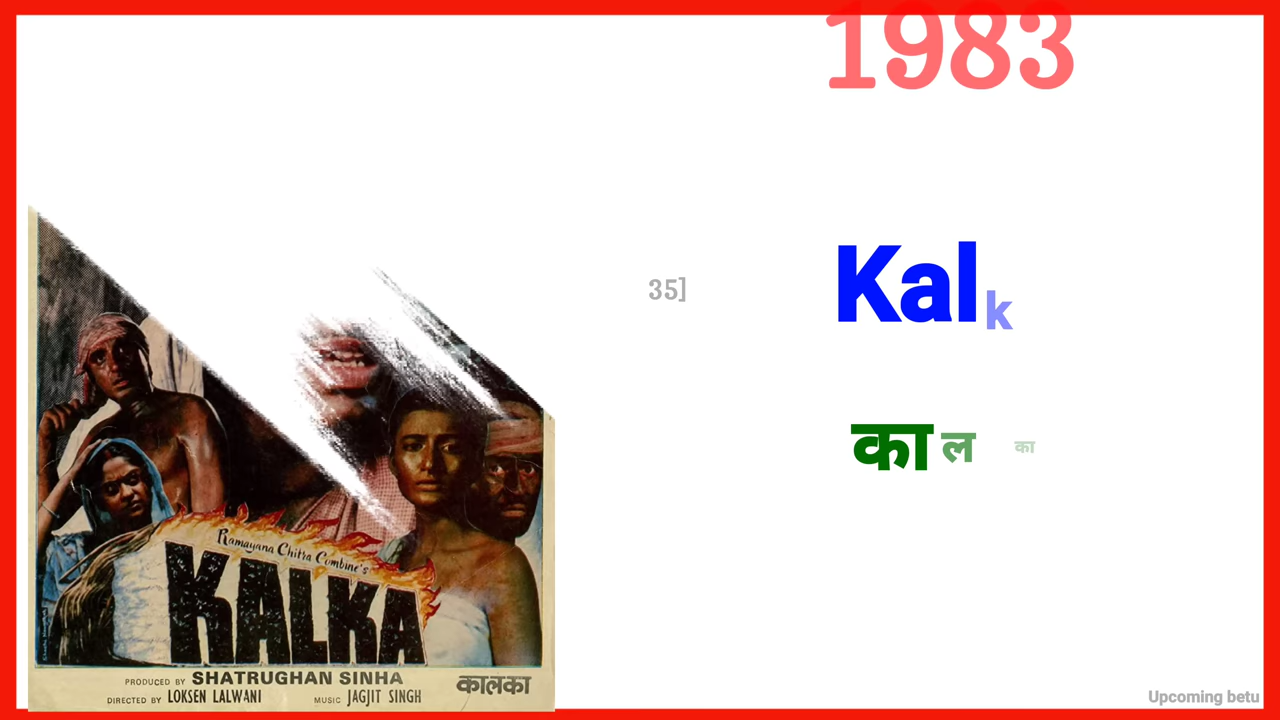 1983
35]
Kalk
काल का
Ramayana Chitra Combine's
KALKA
PRODUCED BY SHATRUGHAN SINHA
DIRECTED BY LOKSEN LALWANI MUSIC JAGJIT SINGH
कालका
Upcoming betu